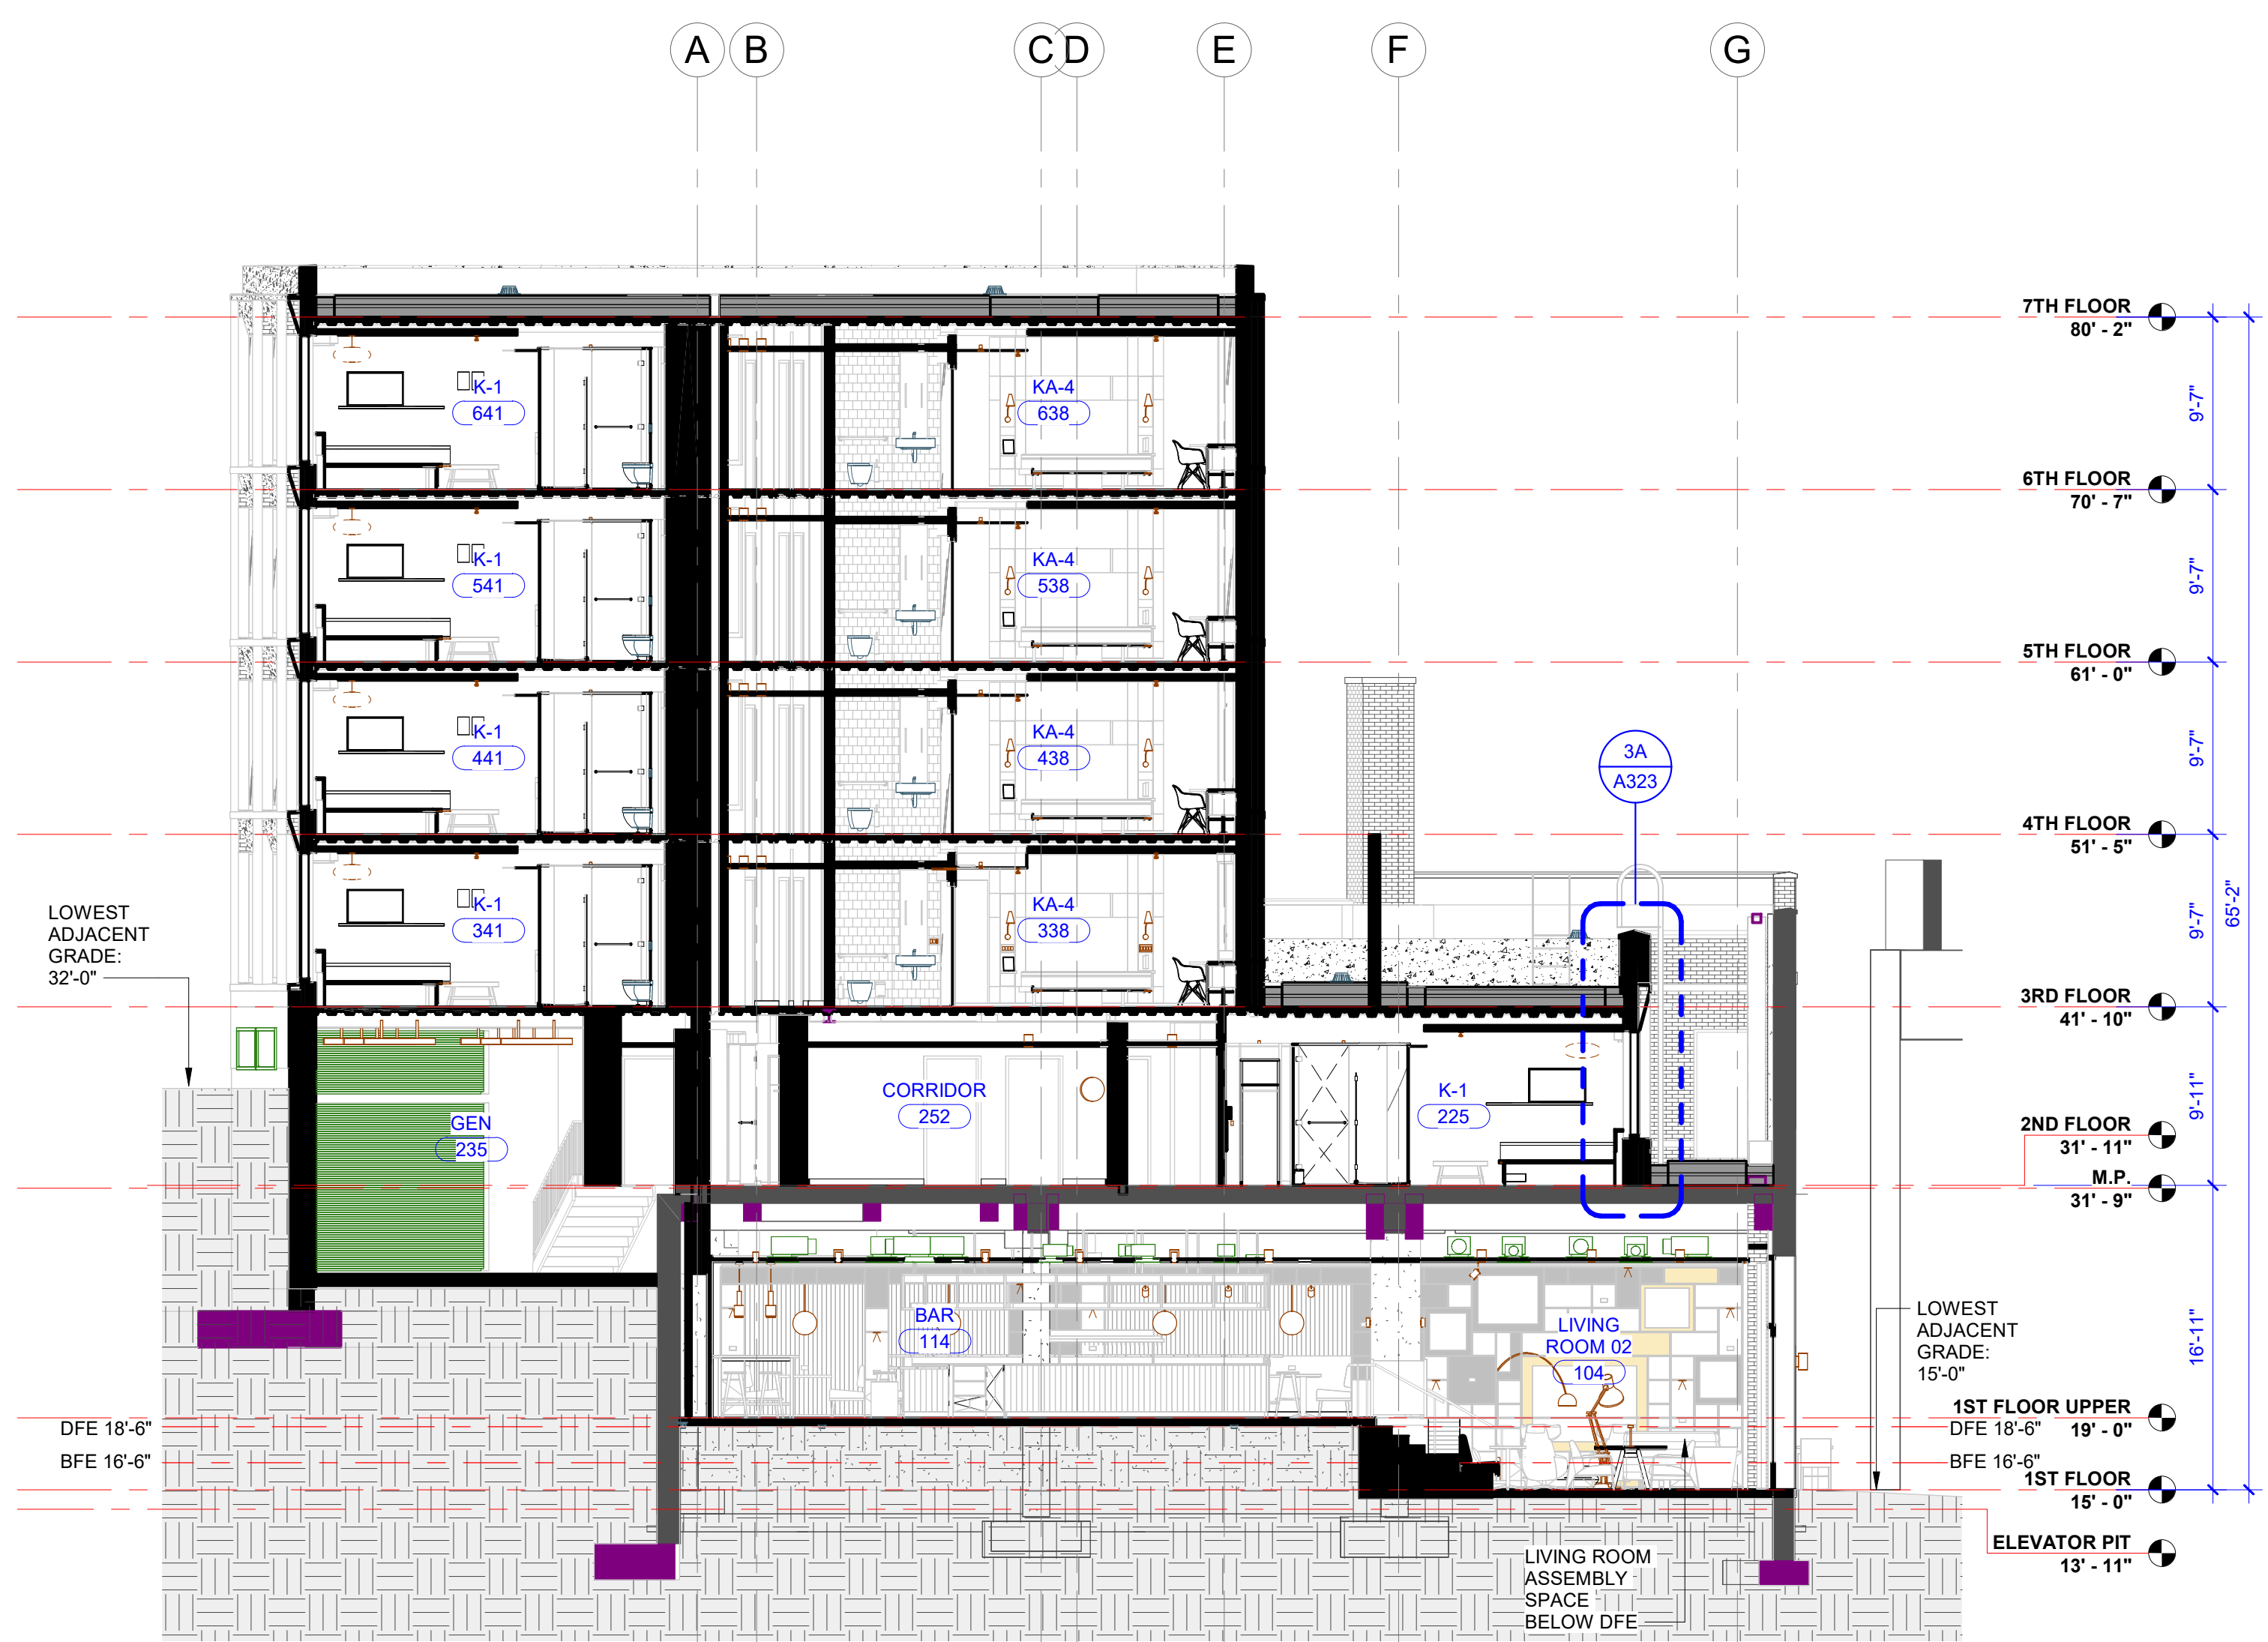 A B C D E F G
7TH FLOOR
80' - 2"
9'-7"
K-1
641
KA-4
638
6TH FLOOR
70' - 7"
9'-7"
K-1
541
KA-4
538
5TH FLOOR
61' - 0"
9'-7"
K-1
441
KA-4
438
3A
A323
4TH FLOOR
51' - 5"
9'-7"
65'-2"
K-1
341
KA-4
338
LOWEST
ADJACENT
GRADE:
32'-0"
3RD FLOOR
41' - 10"
9'-11"
GEN
235
CORRIDOR
252
K-1
225
2ND FLOOR
31' - 11"
M.P.
31' - 9"
16'-11"
BAR
114
LIVING
ROOM 02
104
LOWEST
ADJACENT
GRADE:
15'-0"
1ST FLOOR UPPER
19' - 0"
DFE 18'-6"
DFE 18'-6"
BFE 16'-6"
BFE 16'-6"
1ST FLOOR
15' - 0"
ELEVATOR PIT
13' - 11"
LIVING ROOM
ASSEMBLY
SPACE
BELOW DFE